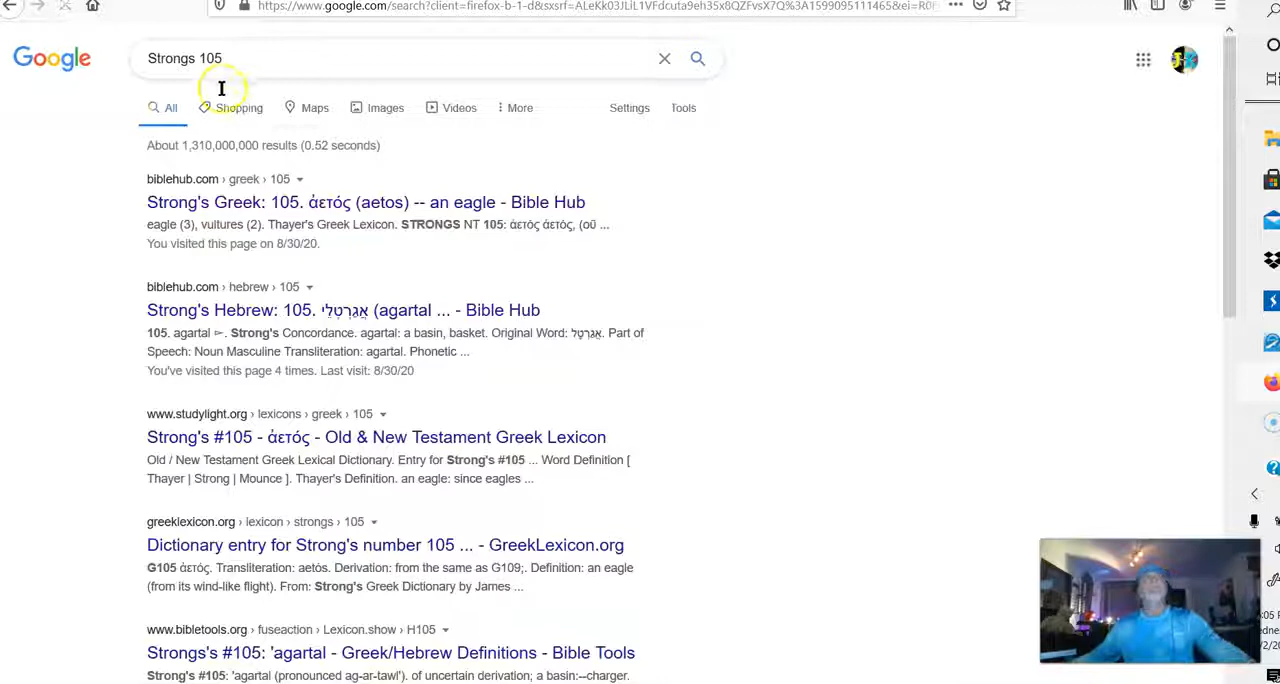 https://www.google.com/search?client=firefox-b-1-d&sxsrf=ALeKk03JLlL1VFdcuta9eh35x8QZFvsX7Q%3A1599095111465&ei=R0F
Google
Strongs 105
All
Shopping
Maps
Images
Videos
More
Settings
Tools
About 1,310,000,000 results (0.52 seconds)
biblehub.com › greek › 105
Strong's Greek: 105. ἀετός (aetos) -- an eagle - Bible Hub
eagle (3), vultures (2). Thayer's Greek Lexicon. STRONGS NT 105: ἀετός ἀετός, (οῦ ...
You visited this page on 8/30/20.
biblehub.com › hebrew › 105
Strong's Hebrew: 105. אֲגַרְטְלֵי (agartal ... - Bible Hub
105. agartal ►. Strong's Concordance. agartal: a basin, basket. Original Word: אֲגַרְטָל. Part of
Speech: Noun Masculine Transliteration: agartal. Phonetic ...
You've visited this page 4 times. Last visit: 8/30/20
www.studylight.org › lexicons › greek › 105
Strong's #105 - ἀετός - Old & New Testament Greek Lexicon
Old / New Testament Greek Lexical Dictionary. Entry for Strong's #105 ... Word Definition [
Thayer | Strong | Mounce ]. Thayer's Definition. an eagle: since eagles ...
greeklexicon.org › lexicon › strongs › 105
Dictionary entry for Strong's number 105 ... - GreekLexicon.org
G105 ἀετός. Transliteration: aetós. Derivation: from the same as G109;. Definition: an eagle
(from its wind-like flight). From: Strong's Greek Dictionary by James ...
www.bibletools.org › fuseaction › Lexicon.show › H105
Strongs's #105: 'agartal - Greek/Hebrew Definitions - Bible Tools
Strong's #105: 'agartal (pronounced ag-ar-tawl'). of uncertain derivation; a basin:--charger.